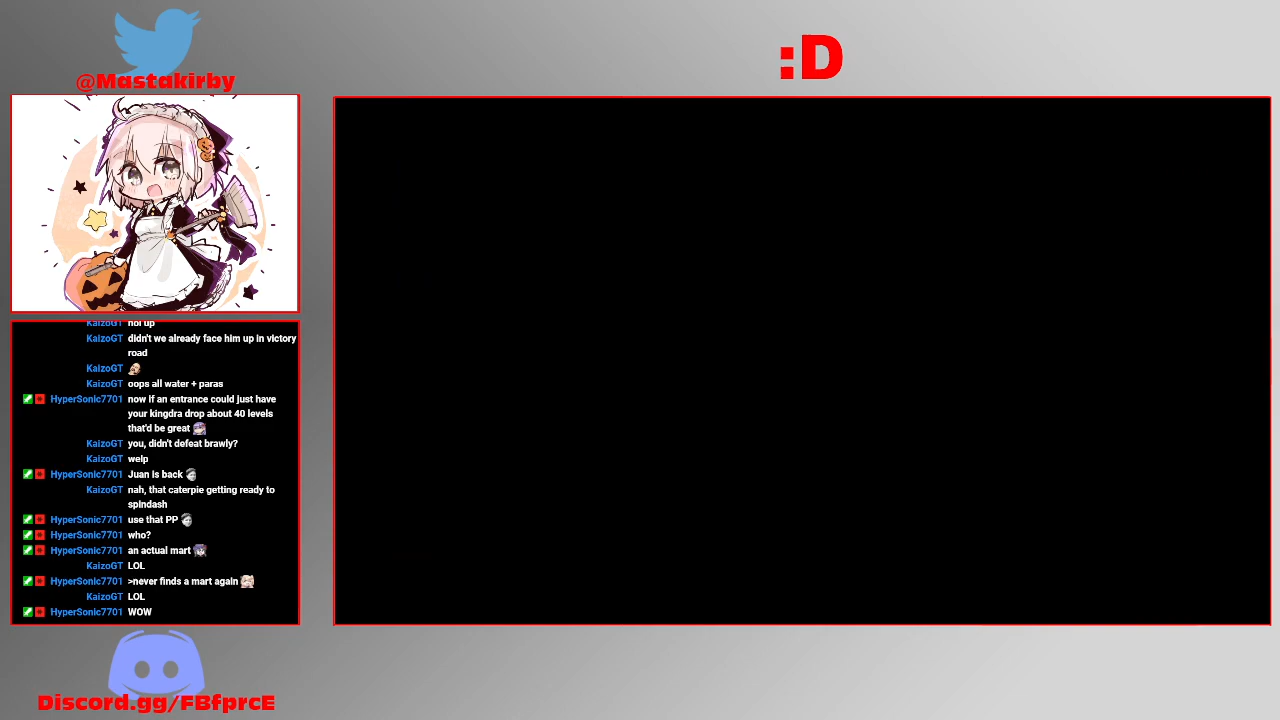 :D
@Mastakirby
KaizoGT hol up
KaizoGT didn't we already face him up in victory
road
KaizoGT
KaizoGT oops all water + paras
HyperSonic7701 now if an entrance could just have
your kingdra drop about 40 levels
that'd be great
KaizoGT you, didn't defeat brawly?
KaizoGT welp
HyperSonic7701 Juan is back
KaizoGT nah, that caterpie getting ready to
spindash
HyperSonic7701 use that PP
HyperSonic7701 who?
HyperSonic7701 an actual mart
KaizoGT LOL
HyperSonic7701 >never finds a mart again
KaizoGT LOL
HyperSonic7701 WOW
Discord.gg/FBfprcE